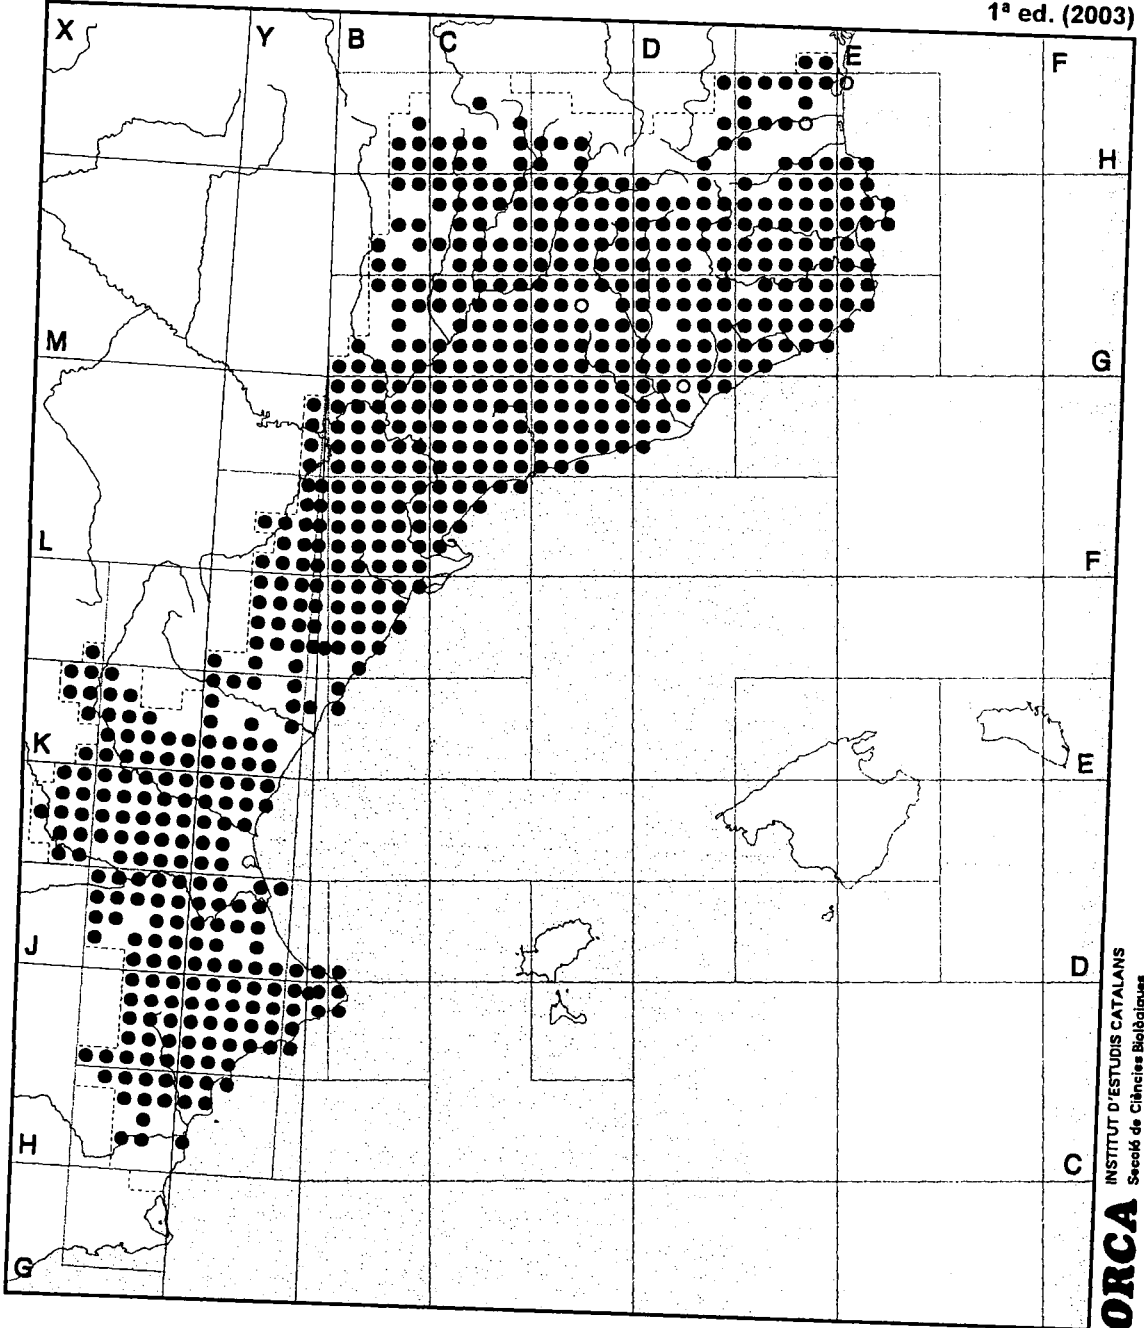 1ª ed. (2003)
X
Y
B
C
D
E
F
H
M
G
L
F
K
E
J
D
H
C
G
ORCA
INSTITUT D'ESTUDIS CATALANS
Secció de Ciències Biològiques